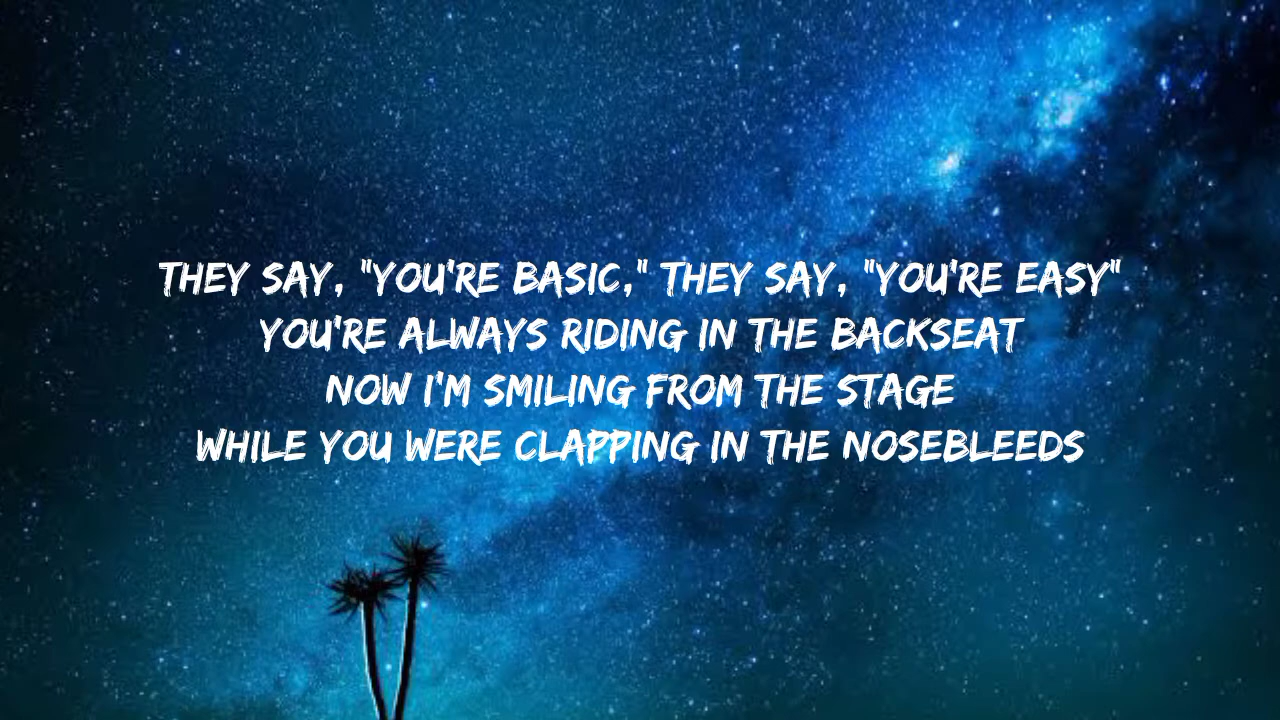 THEY SAY, "YOU'RE BASIC," THEY SAY, "YOU'RE EASY"
YOU'RE ALWAYS RIDING IN THE BACKSEAT
NOW I'M SMILING FROM THE STAGE
WHILE YOU WERE CLAPPING IN THE NOSEBLEEDS